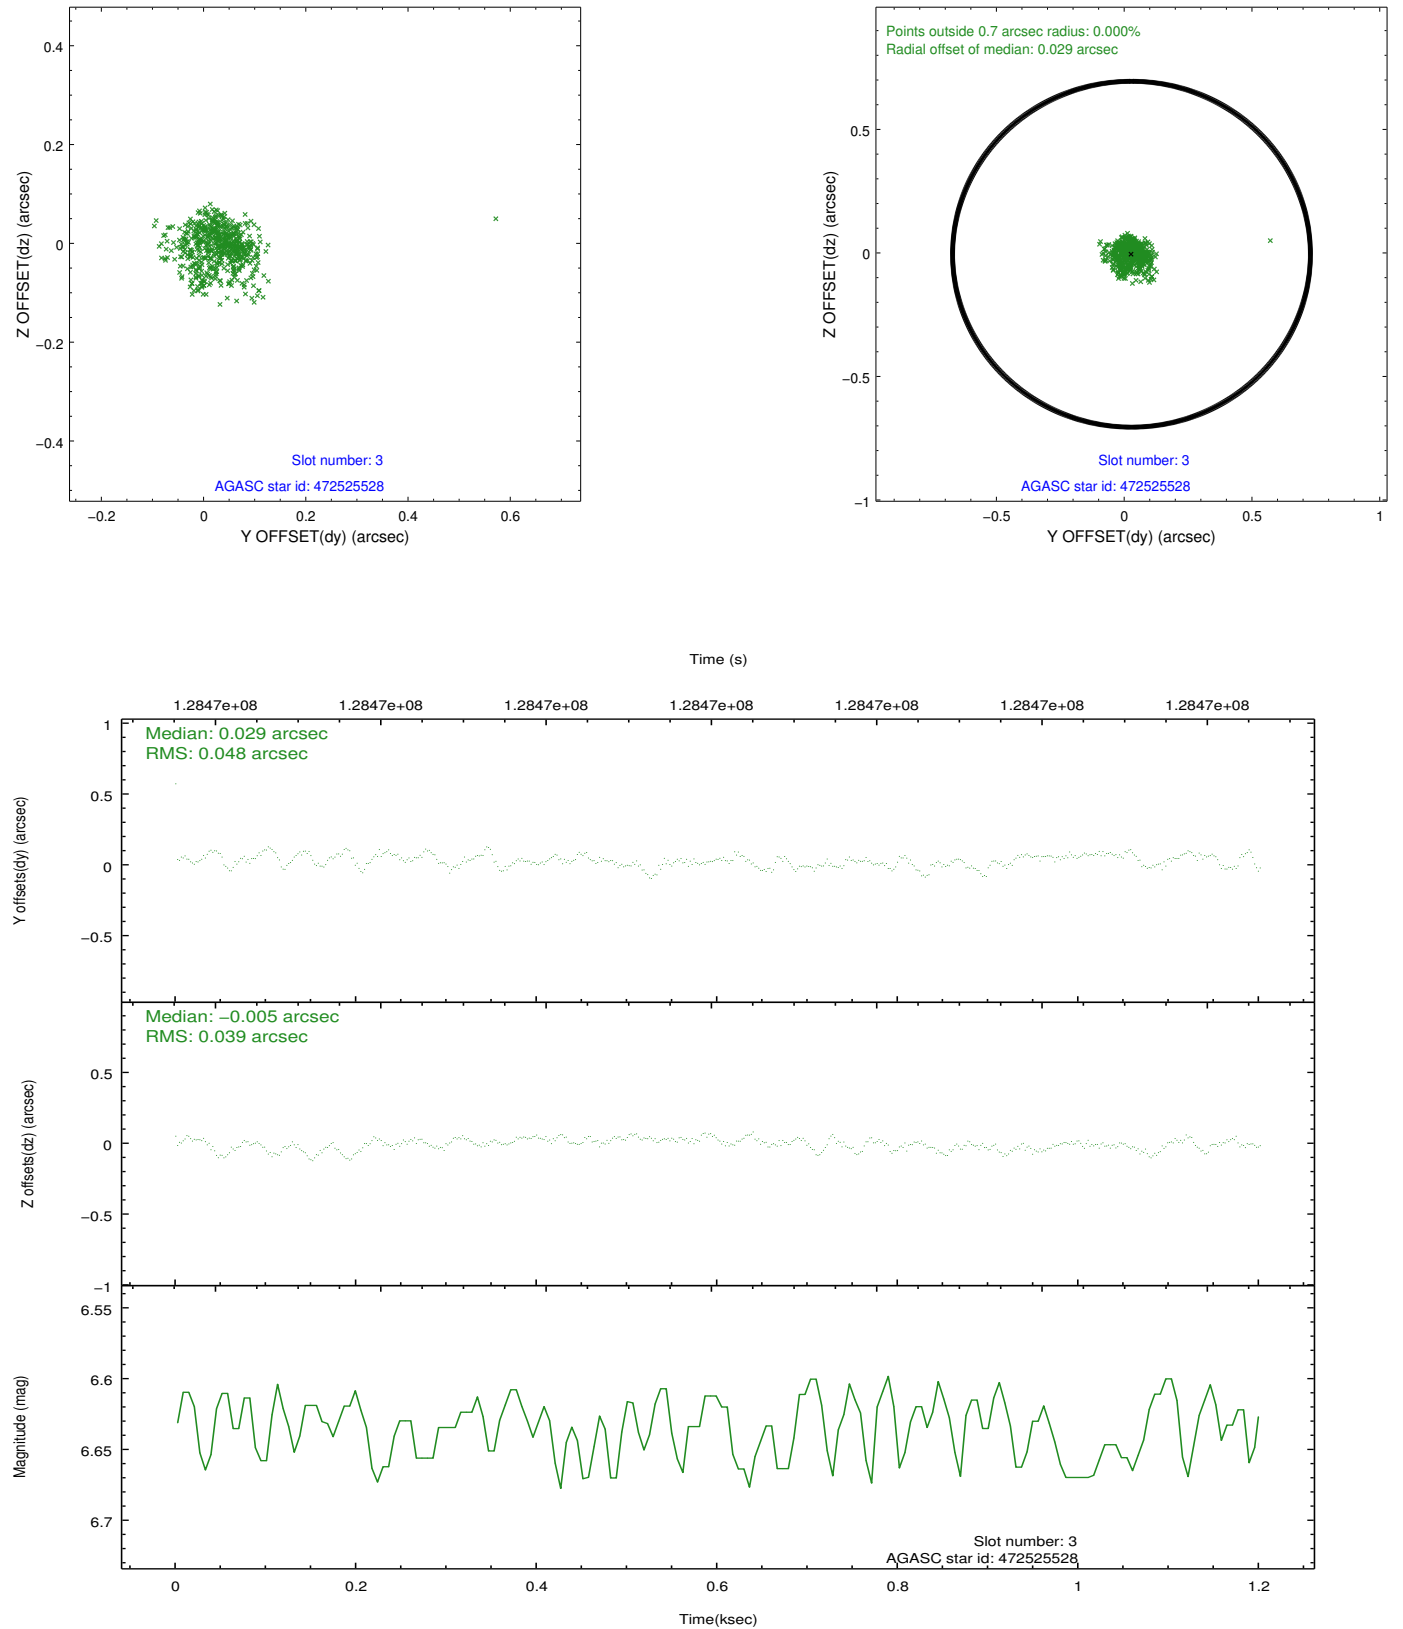 0.4
0.2
0
−0.2
−0.4
Z OFFSET(dz) (arcsec)
Slot number: 3
AGASC star id: 472525528
−0.2 0 0.2 0.4 0.6
Y OFFSET(dy) (arcsec)
Points outside 0.7 arcsec radius: 0.000%
Radial offset of median: 0.029 arcsec
0.5
0
−0.5
−1
Z OFFSET(dz) (arcsec)
Slot number: 3
AGASC star id: 472525528
−0.5 0 0.5 1
Y OFFSET(dy) (arcsec)
Time (s)
1.2847e+08 1.2847e+08 1.2847e+08 1.2847e+08 1.2847e+08 1.2847e+08 1.2847e+08
Median: 0.029 arcsec
RMS: 0.048 arcsec
1
0.5
0
−0.5
Y offsets(dy) (arcsec)
Median: −0.005 arcsec
RMS: 0.039 arcsec
0.5
0
−0.5
−1
Z offsets(dz) (arcsec)
6.55
6.6
6.65
6.7
Magnitude (mag)
Slot number: 3
AGASC star id: 472525528
0 0.2 0.4 0.6 0.8 1 1.2
Time(ksec)